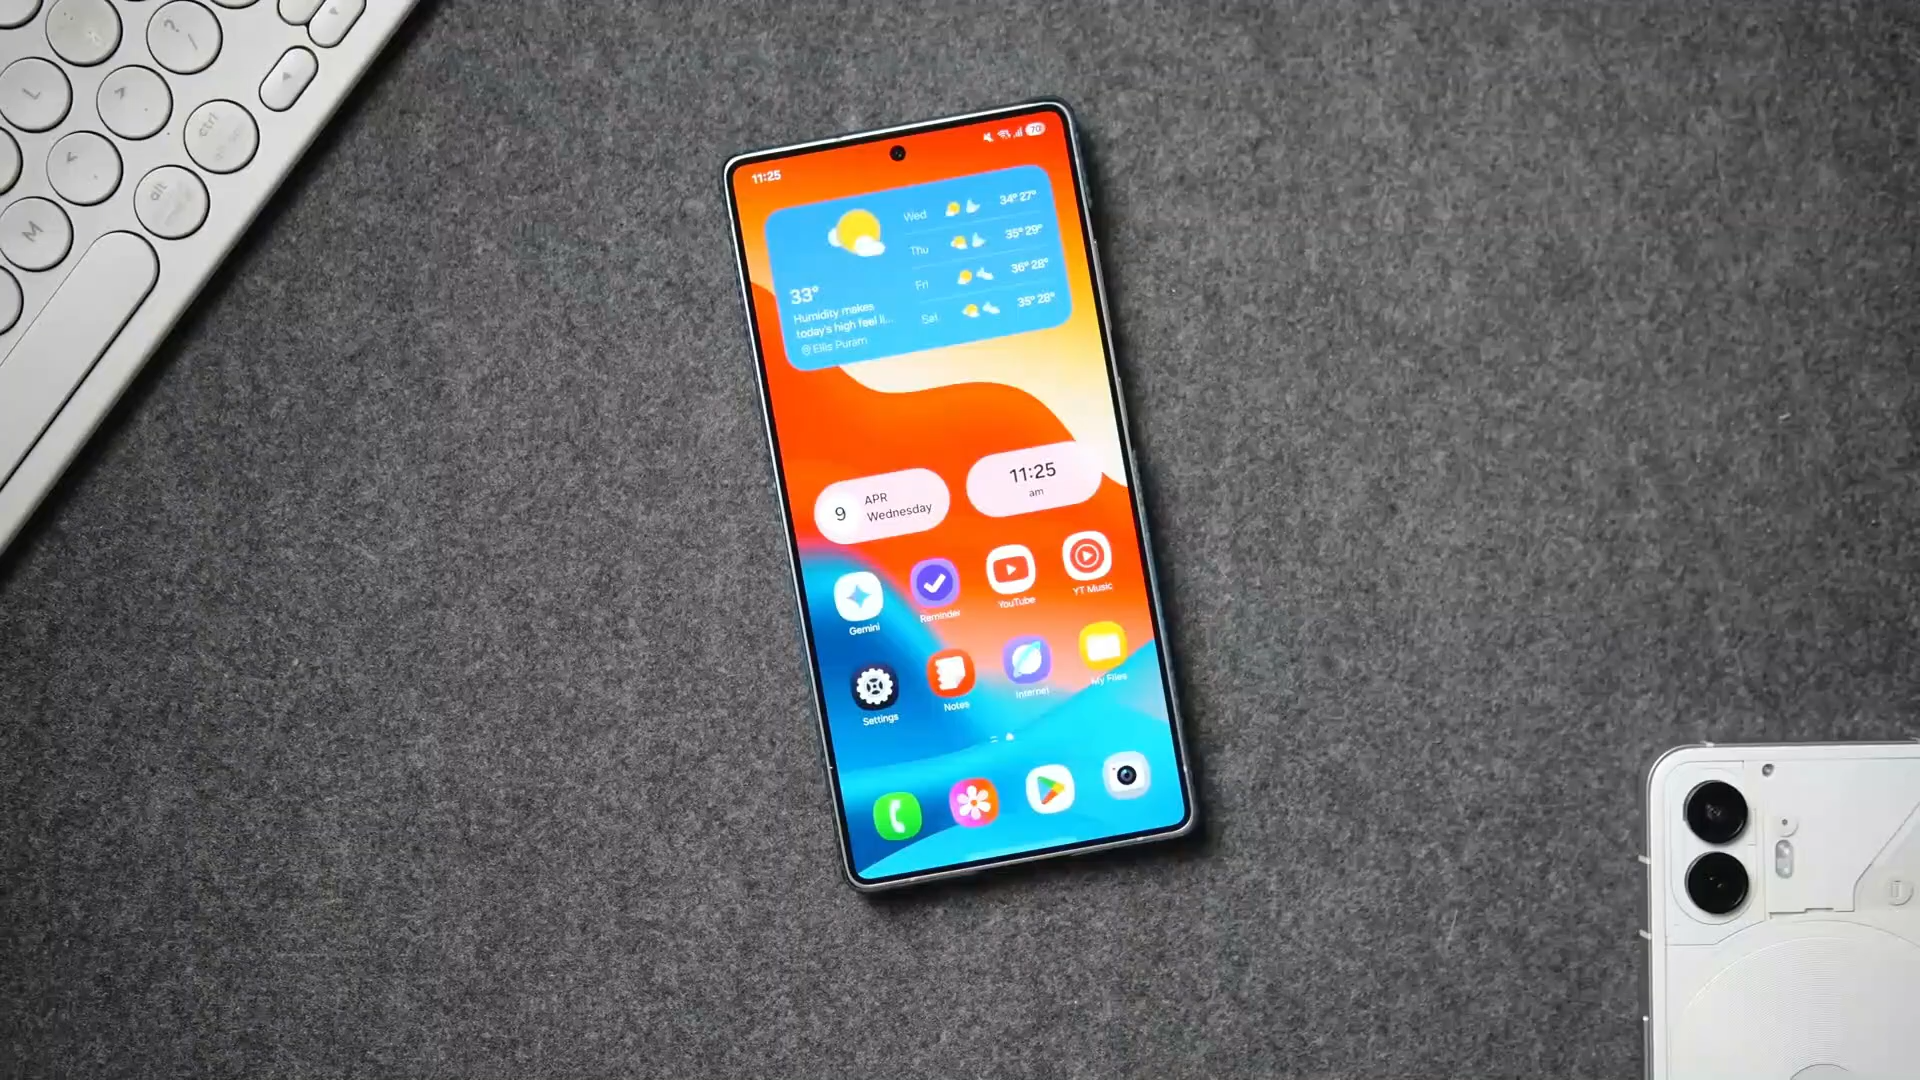 ?
/
L
>
ctrl
<
alt
M
11:25
70
33°
Humidity makes
today's high feel li...
Ellis Puram
Wed 34° 27°
Thu 35° 29°
Fri 36° 28°
Sat 35° 28°
9
APR
Wednesday
11:25
am
Gemini
Reminder
YouTube
YT Music
Settings
Notes
Internet
My Files